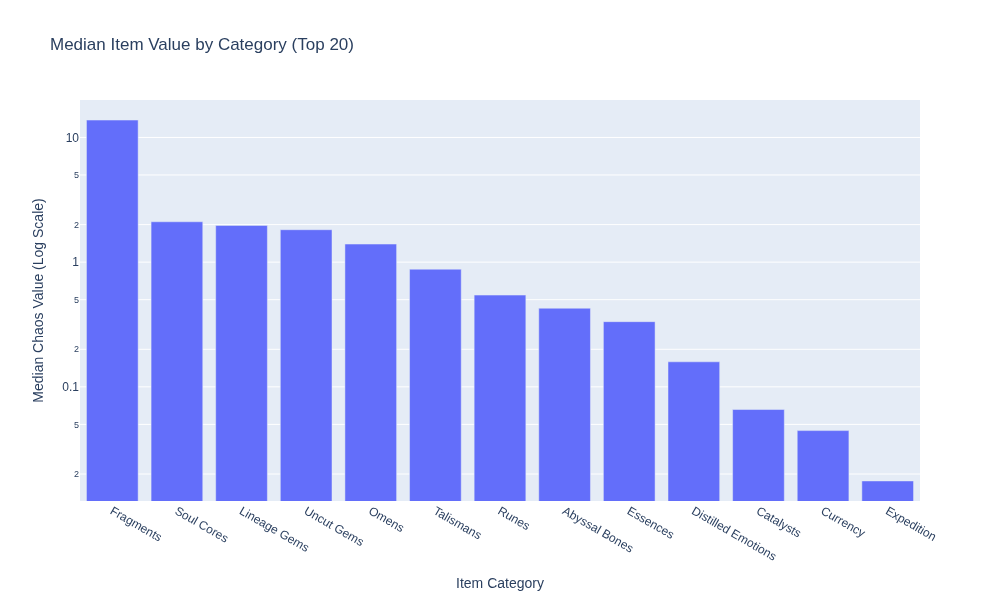 Median Item Value by Category (Top 20)
Median Chaos Value (Log Scale)
10
5
2
1
5
2
0.1
5
2
Fragments
Soul Cores
Lineage Gems
Uncut Gems
Omens
Talismans
Runes
Abyssal Bones
Essences
Distilled Emotions
Catalysts
Currency
Expedition
Item Category